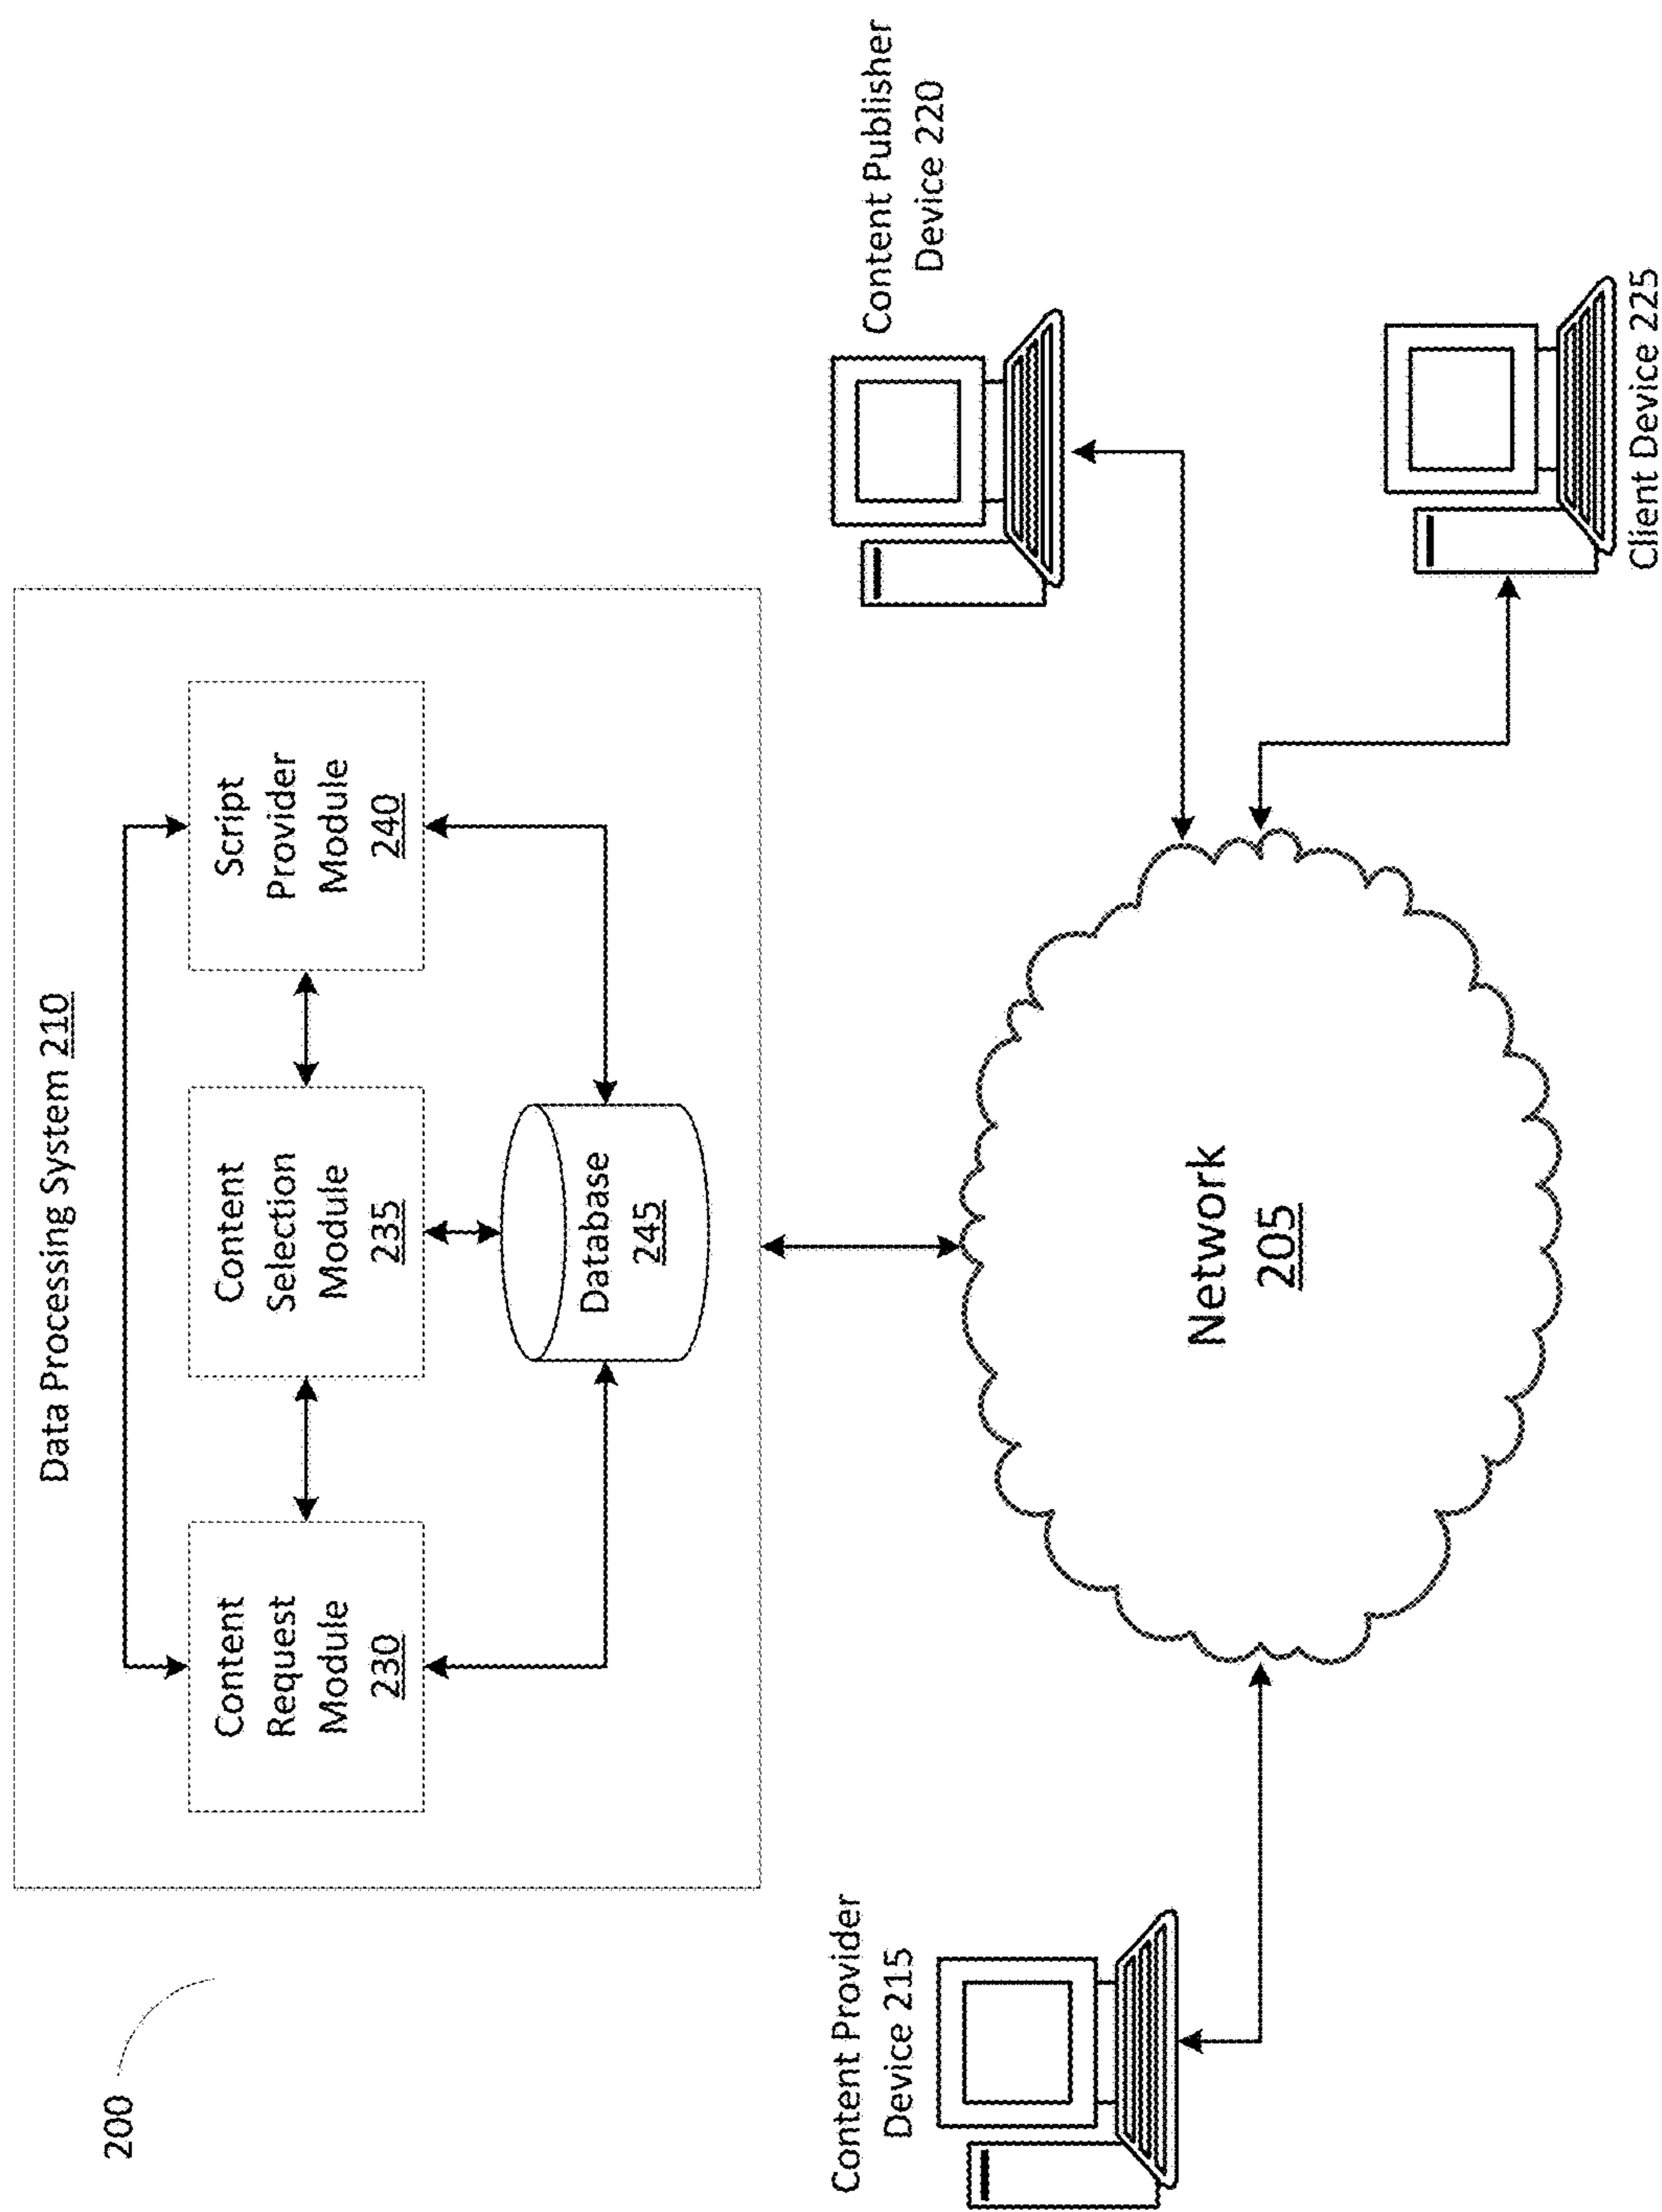 200
Data Processing System 210
Content
Request
Module
230
Content
Selection
Module
235
Script
Provider
Module
240
Database
245
Content Provider
Device 215
Network
205
Content Publisher
Device 220
Client Device 225